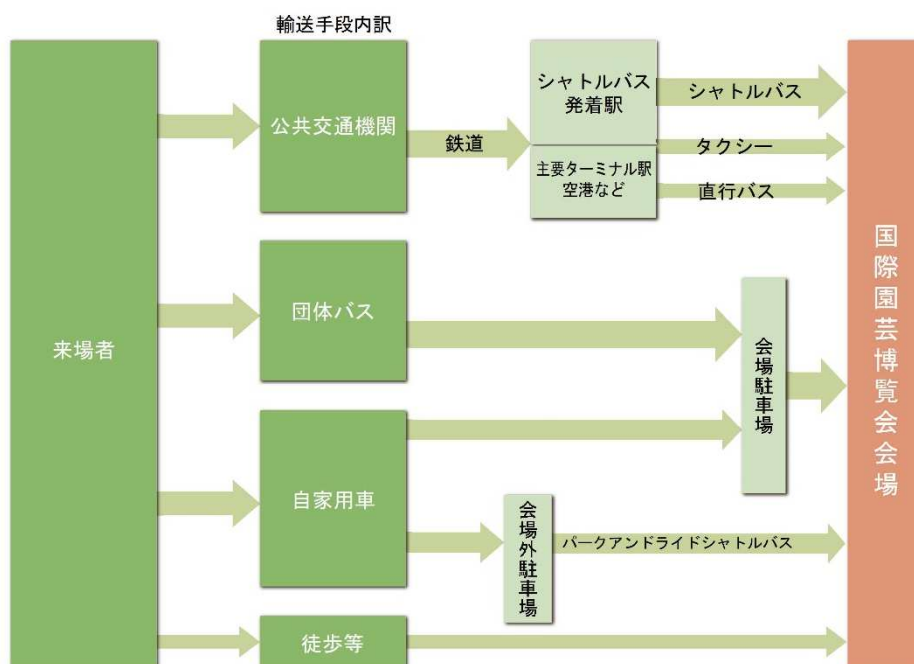 輸送手段内訳
来場者
公共交通機関
鉄道
シャトルバス
発着駅
主要ターミナル駅
空港など
シャトルバス
タクシー
直行バス
団体バス
自家用車
会場駐車場
会場外駐車場
パークアンドライドシャトルバス
徒歩等
国際園芸博覧会会場